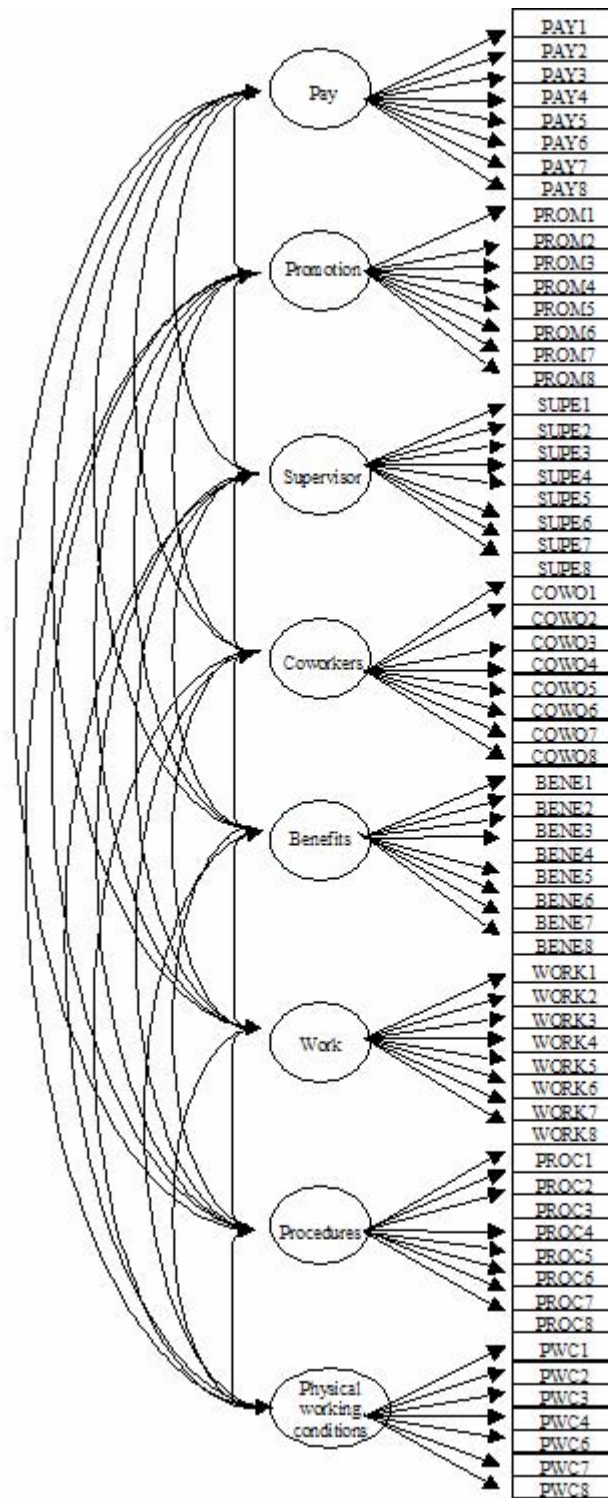 PAY1
PAY2
PAY3
PAY4
PAY5
PAY6
PAY7
PAY8
Pay
PROM1
PROM2
PROM3
PROM4
PROM5
PROM6
PROM7
PROM8
Promotion
SUPE1
SUPE2
SUPE3
SUPE4
SUPE5
SUPE6
SUPE7
SUPE8
Supervisor
COWO1
COWO2
COWO3
COWO4
COWO5
COWO6
COWO7
COWO8
Coworkers
BENE1
BENE2
BENE3
BENE4
BENE5
BENE6
BENE7
BENE8
Benefits
WORK1
WORK2
WORK3
WORK4
WORK5
WORK6
WORK7
WORK8
Work
PROC1
PROC2
PROC3
PROC4
PROC5
PROC6
PROC7
PROC8
Procedures
PWC1
PWC2
PWC3
PWC4
PWC6
PWC7
PWC8
Physical
working
conditions